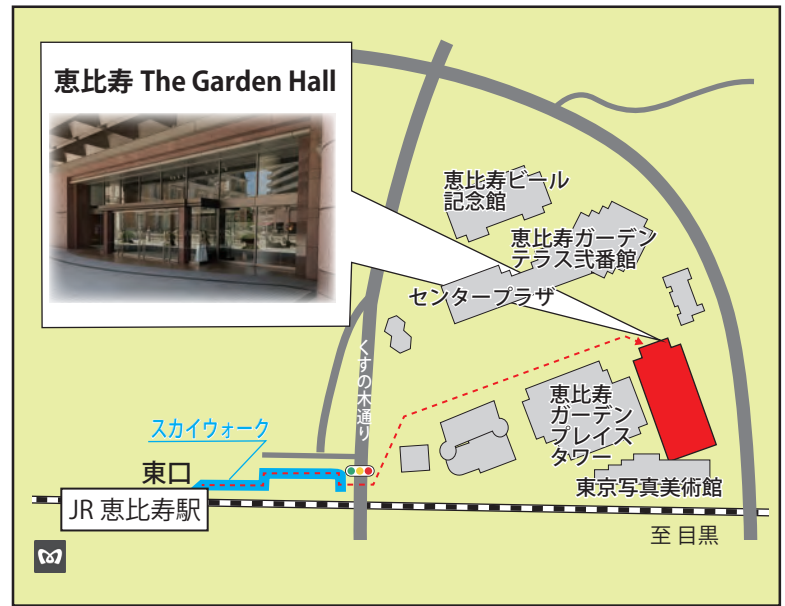 恵比寿 The Garden Hall
恵比寿ビール
記念館
恵比寿ガーデン
テラス弐番館
センタープラザ
くすの木通り
恵比寿
ガーデン
プレイス
タワー
スカイウォーク
東口
東京写真美術館
JR 恵比寿駅
至 目黒